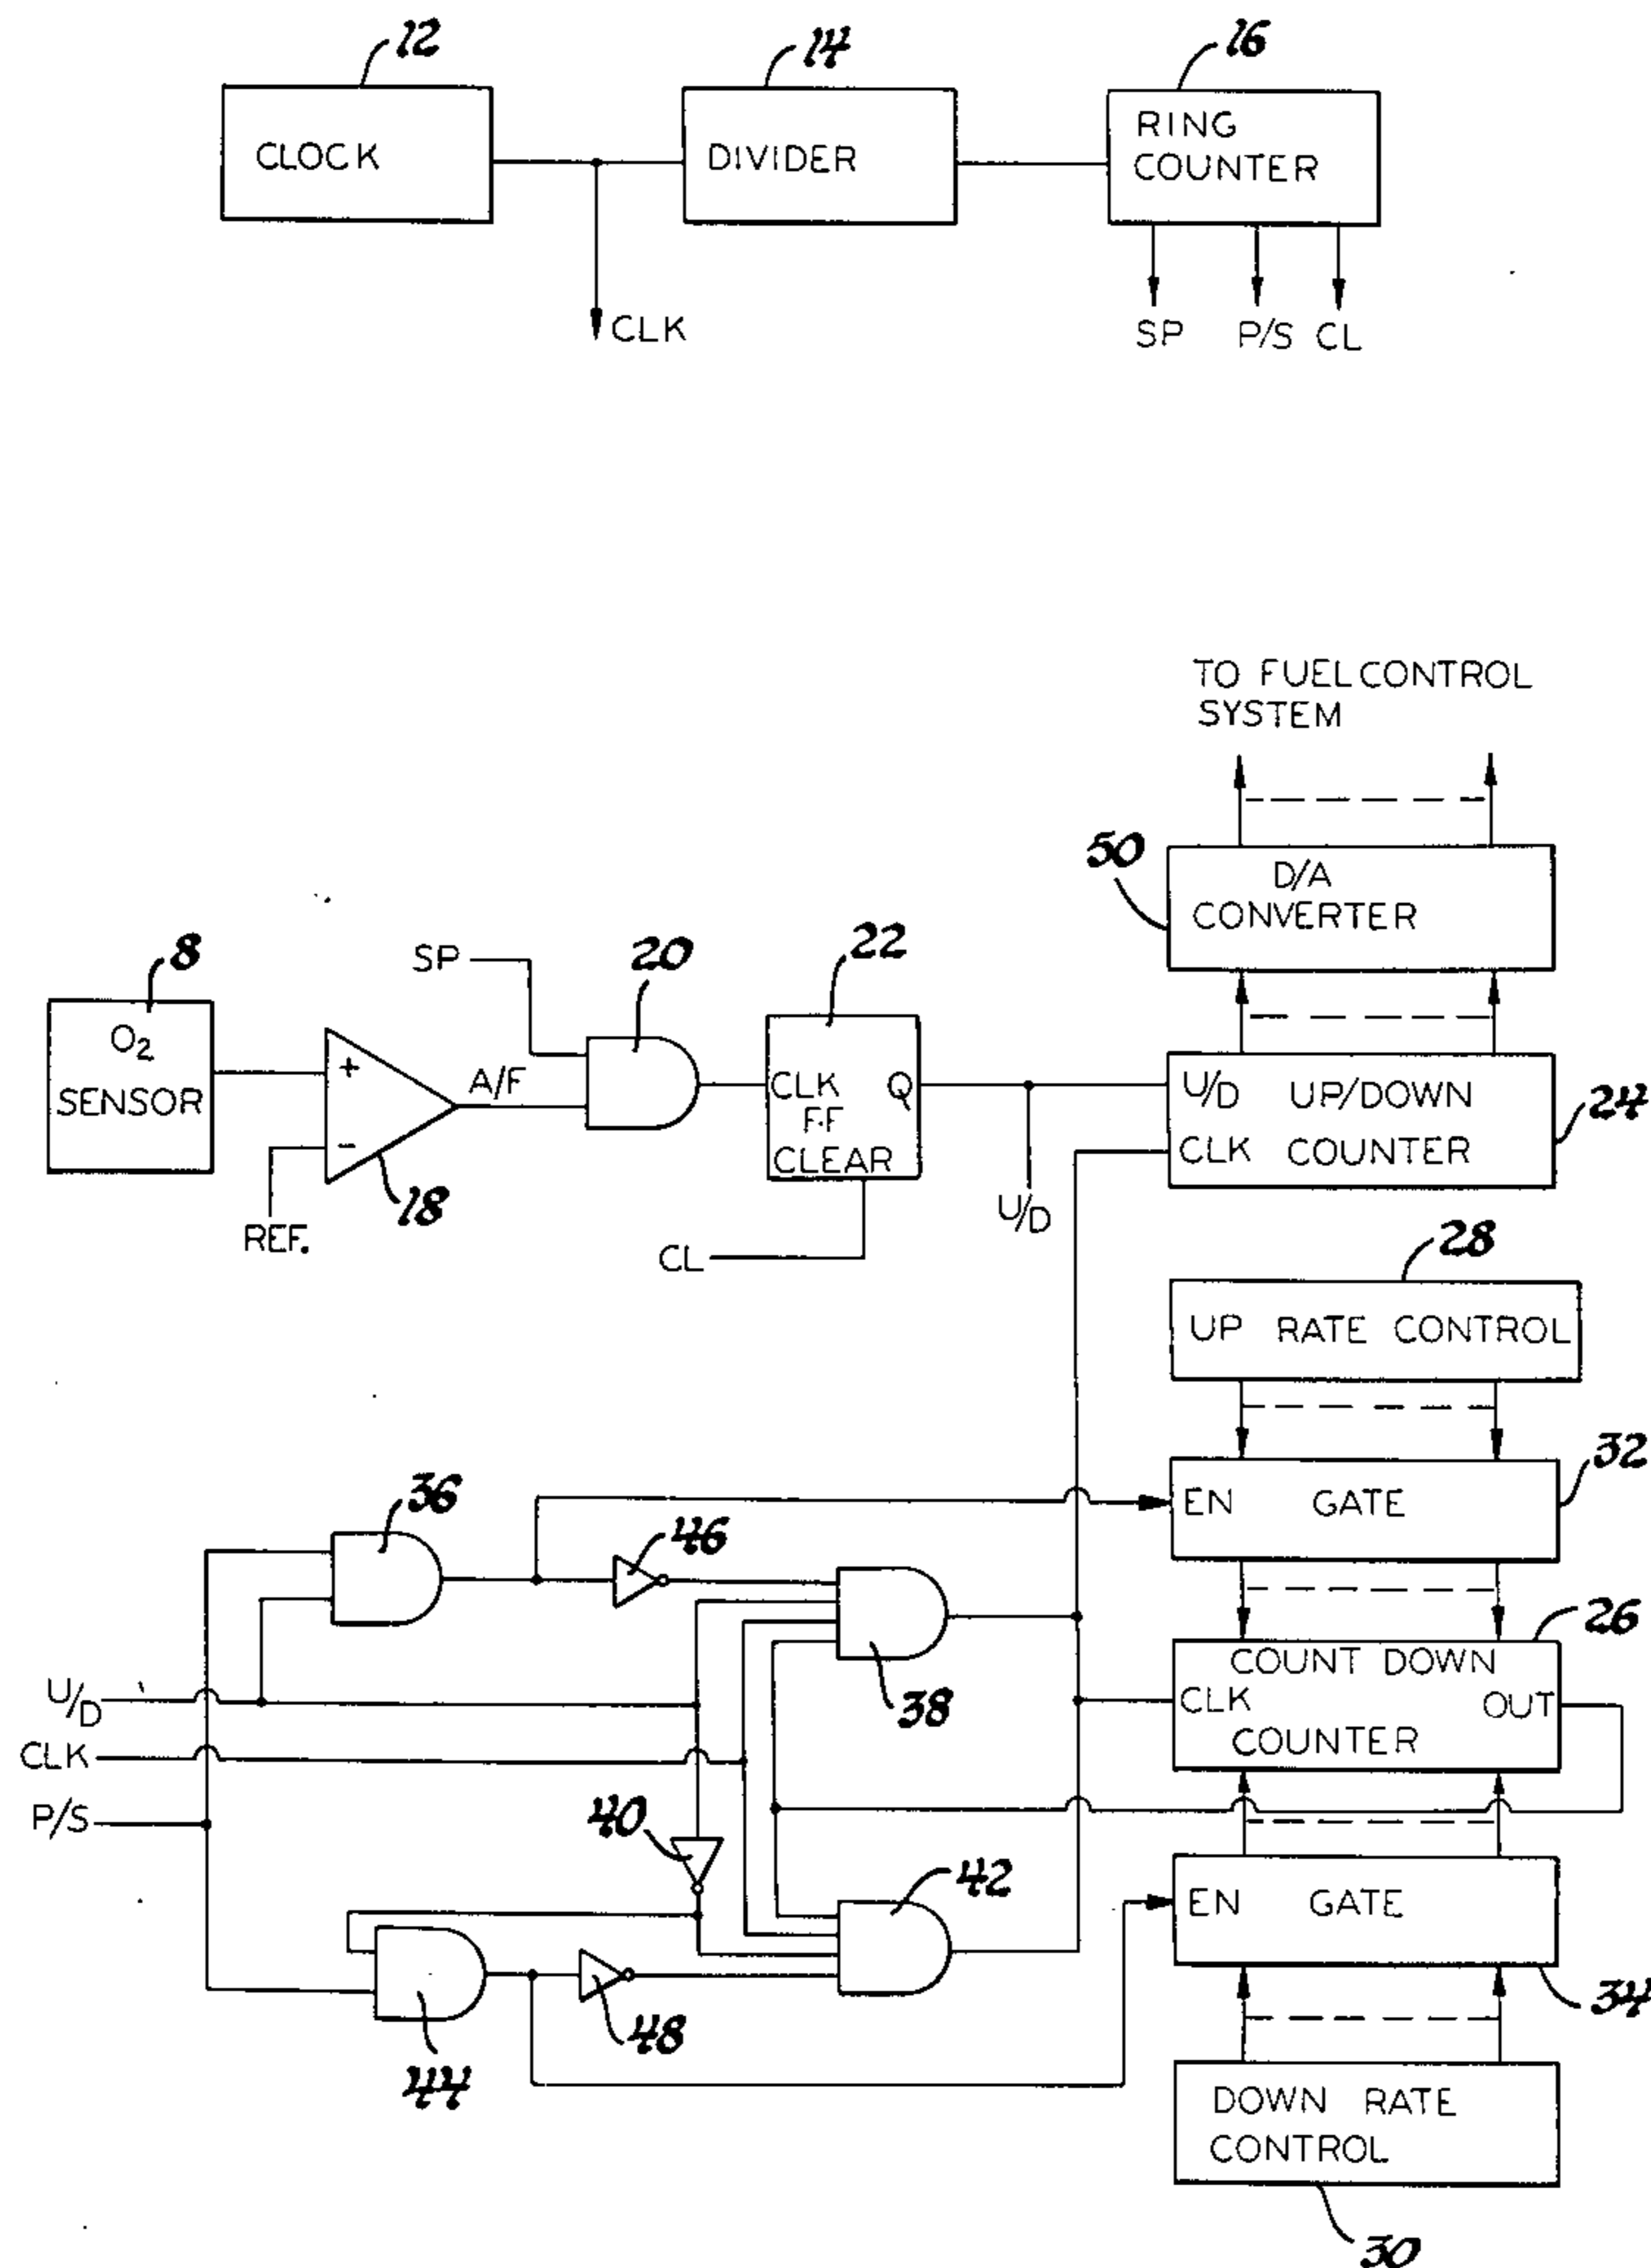 12
14
16
CLOCK
DIVIDER
RING
COUNTER
CLK
SP P/S CL
TO FUEL CONTROL
SYSTEM
50
D/A
CONVERTER
8
O2
SENSOR
SP
20
22
+
A/F
-
REF.
18
CLK Q
F-F
CLEAR
CL
U/D
U/D UP/DOWN
CLK COUNTER
24
28
UP RATE CONTROL
32
EN GATE
36
46
38
26
COUNT DOWN
CLK OUT
COUNTER
U/D
CLK
P/S
40
42
44
48
EN GATE
34
DOWN RATE
CONTROL
30